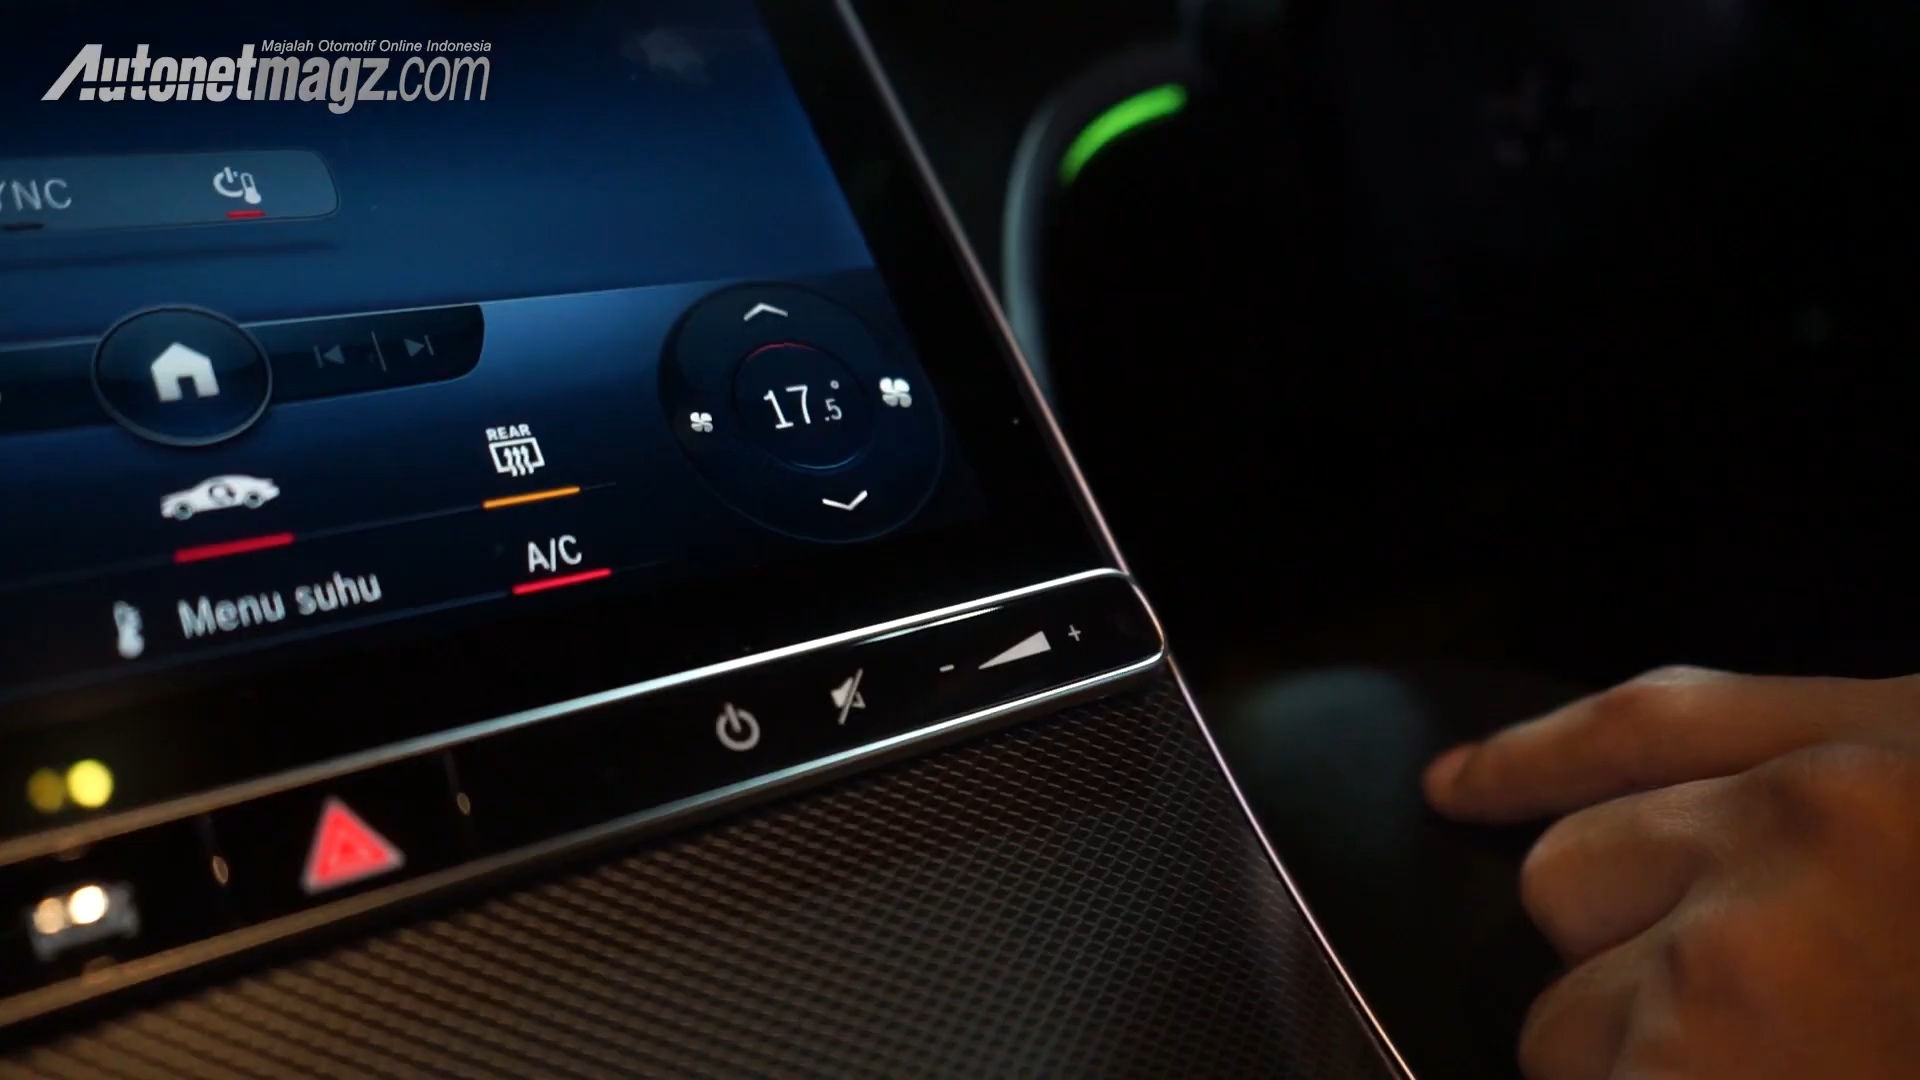 Majalah Otomotif Online Indonesia
Autonetmagz.com
YNC
17.5°
REAR
A/C
Menu suhu
- +